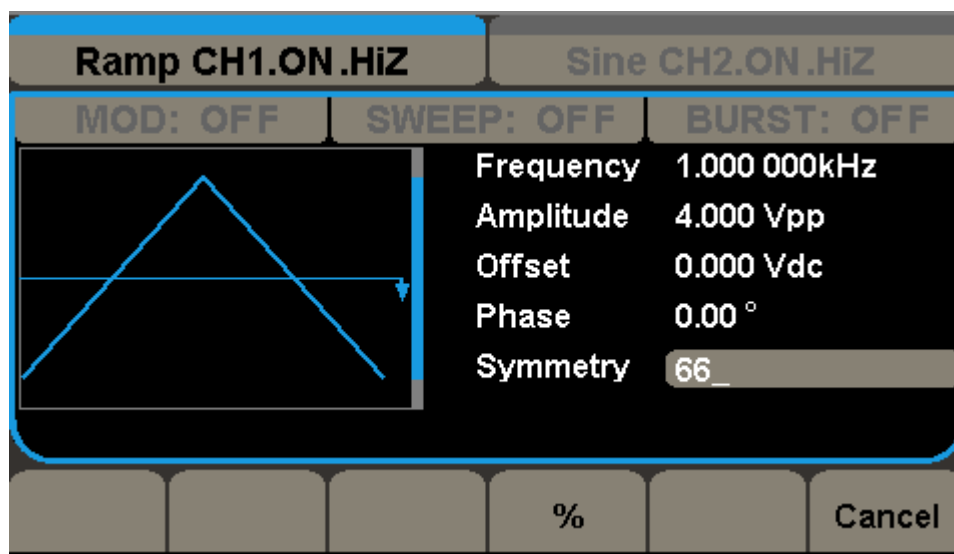 Ramp CH1.ON.HiZ
Sine CH2.ON.HiZ
MOD: OFF
SWEEP: OFF
BURST: OFF
Frequency 1.000 000kHz
Amplitude 4.000 Vpp
Offset 0.000 Vdc
Phase 0.00 °
Symmetry 66_
%
Cancel